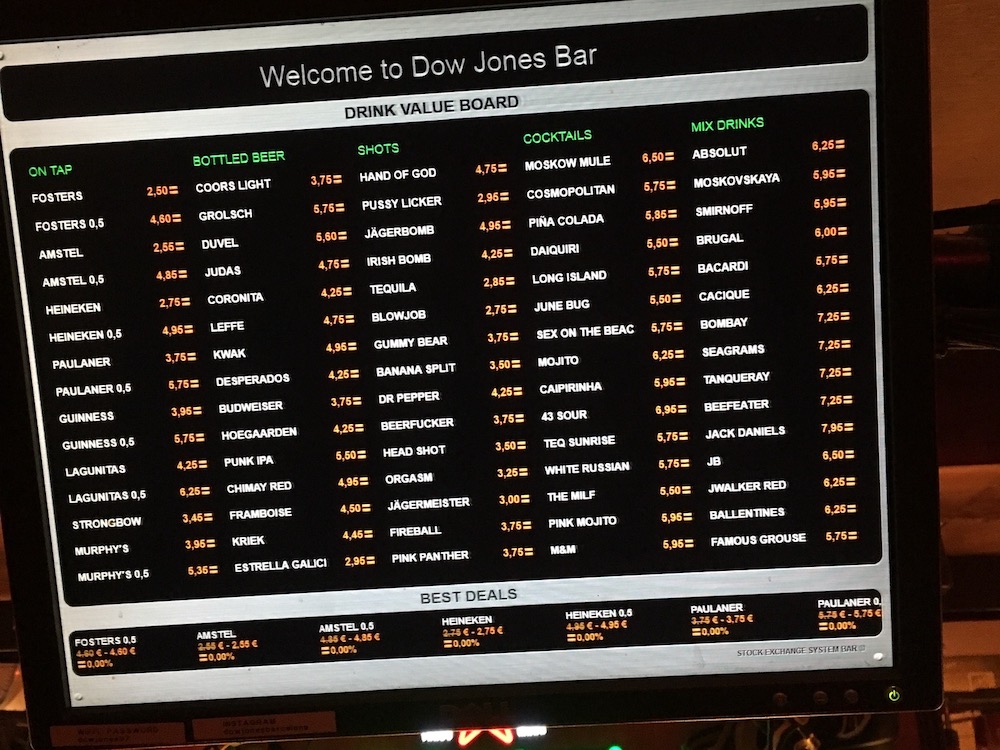 Welcome to Dow Jones Bar
DRINK VALUE BOARD
ON TAP
FOSTERS 2,50=
FOSTERS 0,5 4,60=
AMSTEL 2,55=
AMSTEL 0,5 4,85=
HEINEKEN 2,75=
HEINEKEN 0,5 4,95=
PAULANER 3,75=
PAULANER 0,5 5,75=
GUINNESS 3,95=
GUINNESS 0,5 5,75=
LAGUNITAS 4,25=
LAGUNITAS 0,5 6,25=
STRONGBOW 3,45=
MURPHY'S 3,95=
MURPHY'S 0,5 5,35=
BOTTLED BEER
COORS LIGHT 3,75=
GROLSCH 5,75=
DUVEL 5,60=
JUDAS 4,75=
CORONITA 4,25=
LEFFE 4,75=
KWAK 4,95=
DESPERADOS 4,25=
BUDWEISER 3,75=
HOEGAARDEN 4,25=
PUNK IPA 5,50=
CHIMAY RED 4,95=
FRAMBOISE 4,50=
KRIEK 4,45=
ESTRELLA GALICI 2,95=
SHOTS
HAND OF GOD 4,75=
PUSSY LICKER 2,95=
JÄGERBOMB 4,95=
IRISH BOMB 4,25=
TEQUILA 2,85=
BLOWJOB 2,75=
GUMMY BEAR 3,75=
BANANA SPLIT 3,50=
DR PEPPER 4,25=
BEERFUCKER 3,75=
HEAD SHOT 3,50=
ORGASM 3,25=
JÄGERMEISTER 3,00=
FIREBALL 3,75=
PINK PANTHER 3,75=
COCKTAILS
MOSKOW MULE 6,50=
COSMOPOLITAN 5,75=
PIÑA COLADA 5,85=
DAIQUIRI 5,50=
LONG ISLAND 5,75=
JUNE BUG 5,50=
SEX ON THE BEAC 5,75=
MOJITO 6,25=
CAIPIRINHA 5,95=
43 SOUR 6,95=
TEQ SUNRISE 5,75=
WHITE RUSSIAN 5,75=
THE MILF 5,50=
PINK MOJITO 5,95=
M&M 5,95=
MIX DRINKS
ABSOLUT 6,25=
MOSKOVSKAYA 5,95=
SMIRNOFF 5,95=
BRUGAL 6,00=
BACARDI 5,75=
CACIQUE 6,25=
BOMBAY 7,25=
SEAGRAMS 7,25=
TANQUERAY 7,25=
BEEFEATER 7,25=
JACK DANIELS 7,95=
JB 6,50=
JWALKER RED 6,25=
BALLENTINES 6,25=
FAMOUS GROUSE 5,75=
BEST DEALS
FOSTERS 0,5
4,60 € - 4,60 €
=0,00%
AMSTEL
2,55 € - 2,55 €
=0,00%
AMSTEL 0,5
4,85 € - 4,85 €
=0,00%
HEINEKEN
2,75 € - 2,75 €
=0,00%
HEINEKEN 0,5
4,95 € - 4,95 €
=0,00%
PAULANER
3,75 € - 3,75 €
=0,00%
PAULANER 0,
5,75 € - 5,75 €
=0,00%
STOCK EXCHANGE SYSTEM BAR
DELL
INSTAGRAM